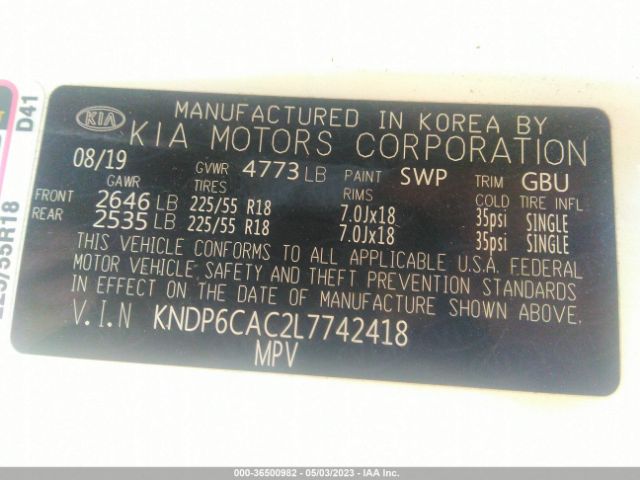 D41
225/55R18
KIA
MANUFACTURED IN KOREA BY
KIA MOTORS CORPORATION
08/19 GVWR 4773 LB PAINT SWP TRIM GBU
GAWR TIRES RIMS COLD TIRE INFL.
FRONT 2646 LB 225/55 R18 7.0Jx18 35psi SINGLE
REAR 2535 LB 225/55 R18 7.0Jx18 35psi SINGLE
THIS VEHICLE CONFORMS TO ALL APPLICABLE U.S.A. FEDERAL
MOTOR VEHICLE, SAFETY AND THEFT PREVENTION STANDARDS
IN EFFECT ON THE DATE OF MANUFACTURE SHOWN ABOVE.
V.I.N KNDP6CAC2L7742418
MPV
000-36500982 - 05/03/2023 - IAA Inc.